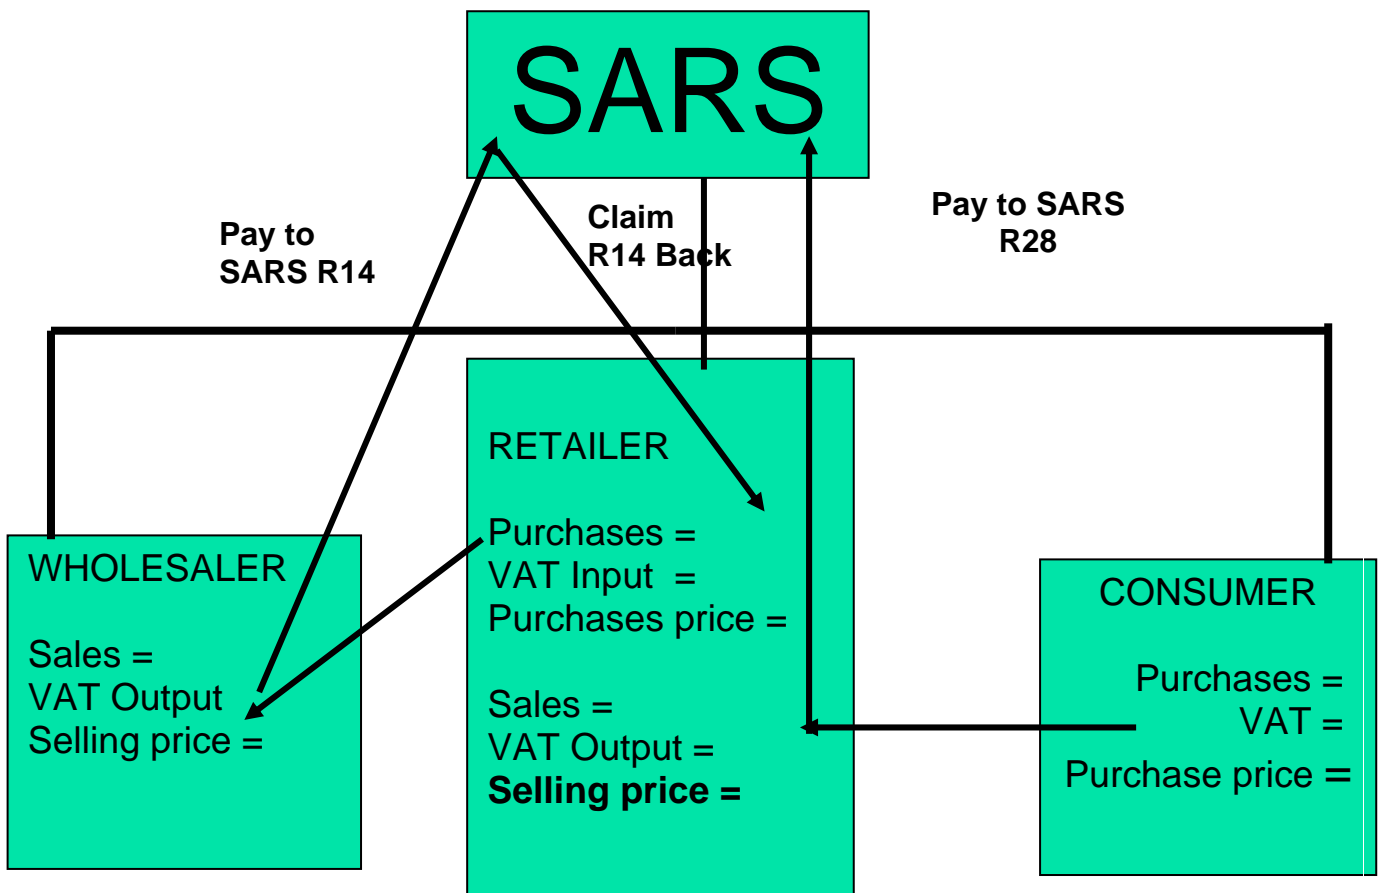 SARS
Pay to
SARS R14
Claim
R14 Back
Pay to SARS
R28
WHOLESALER
Sales =
VAT Output
Selling price =
RETAILER
Purchases =
VAT Input =
Purchases price =
Sales =
VAT Output =
Selling price =
CONSUMER
Purchases =
VAT =
Purchase price =